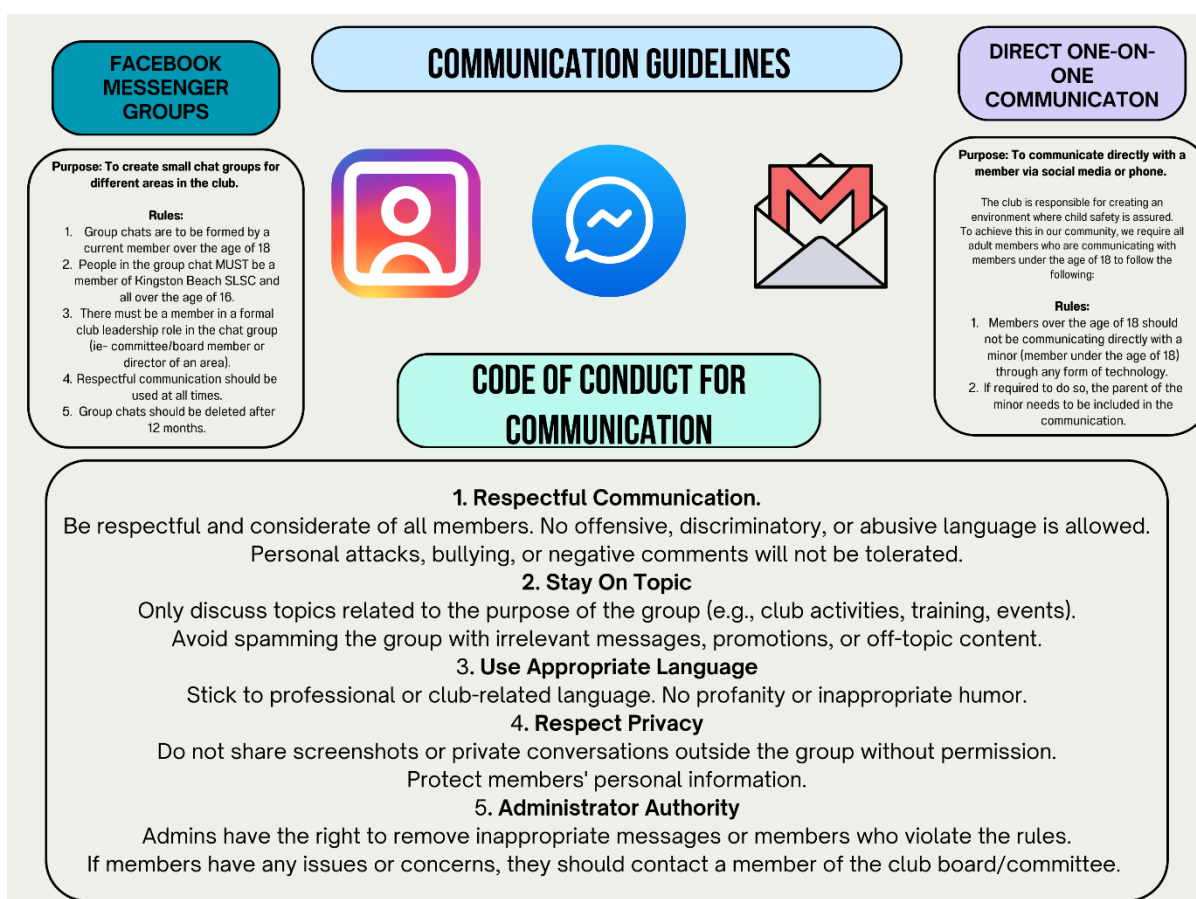 FACEBOOK
MESSENGER
GROUPS
Purpose: To create small chat groups for
different areas in the club.
Rules:
1. Group chats are to be formed by a
current member over the age of 18
2. People in the group chat MUST be a
member of Kingston Beach SLSC and
all over the age of 16.
3. There must be a member in a formal
club leadership role in the chat group
(ie- committee/board member or
director of an area).
4. Respectful communication should be
used at all times.
5. Group chats should be deleted after
12 months.
COMMUNICATION GUIDELINES
DIRECT ONE-ON-
ONE
COMMUNICATON
Purpose: To communicate directly with a
member via social media or phone.
The club is responsible for creating an
environment where child safety is assured.
To achieve this in our community, we require all
adult members who are communicating with
members under the age of 18 to follow the
following:
Rules:
1. Members over the age of 18 should
not be communicating directly with a
minor (member under the age of 18)
through any form of technology.
2. If required to do so, the parent of the
minor needs to be included in the
communication.
CODE OF CONDUCT FOR
COMMUNICATION
1. Respectful Communication.
Be respectful and considerate of all members. No offensive, discriminatory, or abusive language is allowed.
Personal attacks, bullying, or negative comments will not be tolerated.
2. Stay On Topic
Only discuss topics related to the purpose of the group (e.g., club activities, training, events).
Avoid spamming the group with irrelevant messages, promotions, or off-topic content.
3. Use Appropriate Language
Stick to professional or club-related language. No profanity or inappropriate humor.
4. Respect Privacy
Do not share screenshots or private conversations outside the group without permission.
Protect members' personal information.
5. Administrator Authority
Admins have the right to remove inappropriate messages or members who violate the rules.
If members have any issues or concerns, they should contact a member of the club board/committee.